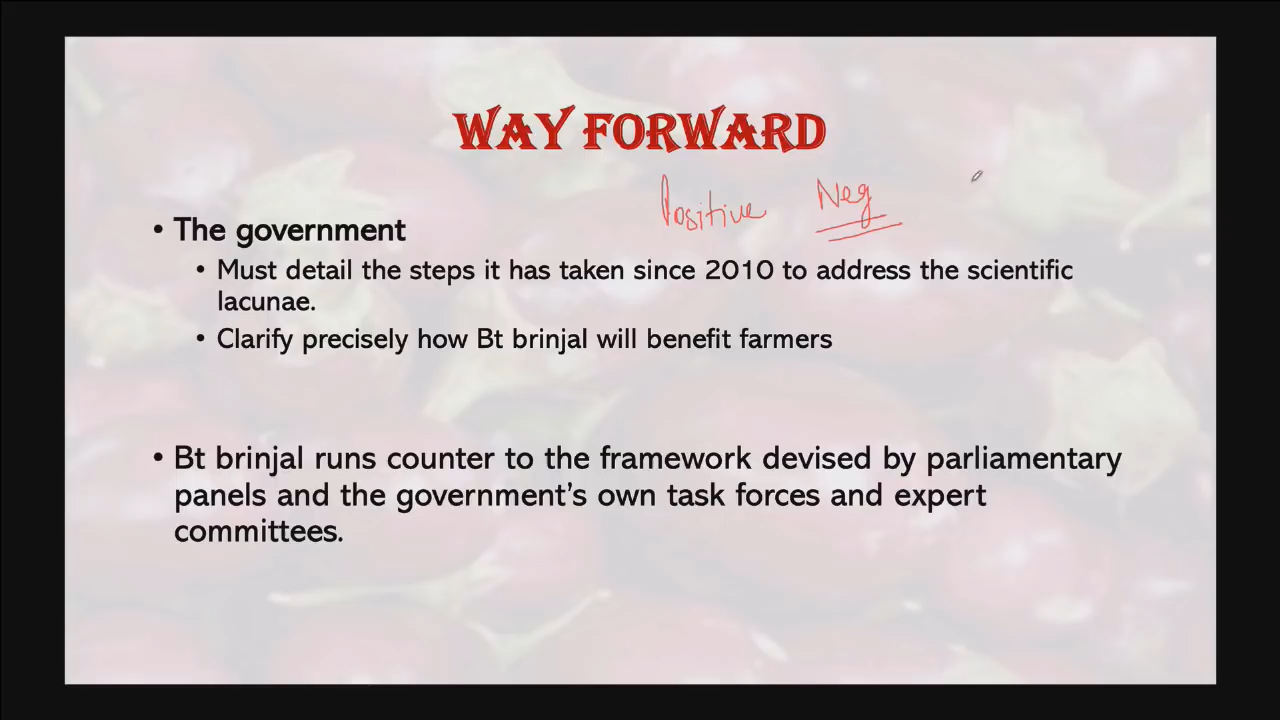 WAY FORWARD
Positive Neg
• The government
• Must detail the steps it has taken since 2010 to address the scientific
lacunae.
• Clarify precisely how Bt brinjal will benefit farmers
• Bt brinjal runs counter to the framework devised by parliamentary
panels and the government's own task forces and expert
committees.